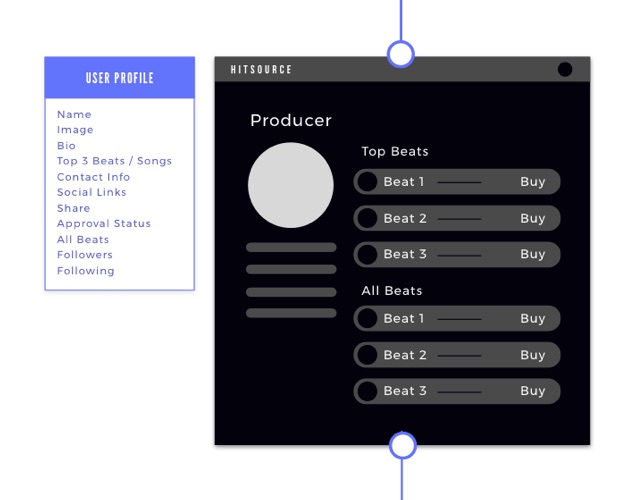 USER PROFILE
Name
Image
Bio
Top 3 Beats / Songs
Contact Info
Social Links
Share
Approval Status
All Beats
Followers
Following
HITSOURCE
Producer
Top Beats
Beat 1 Buy
Beat 2 Buy
Beat 3 Buy
All Beats
Beat 1 Buy
Beat 2 Buy
Beat 3 Buy